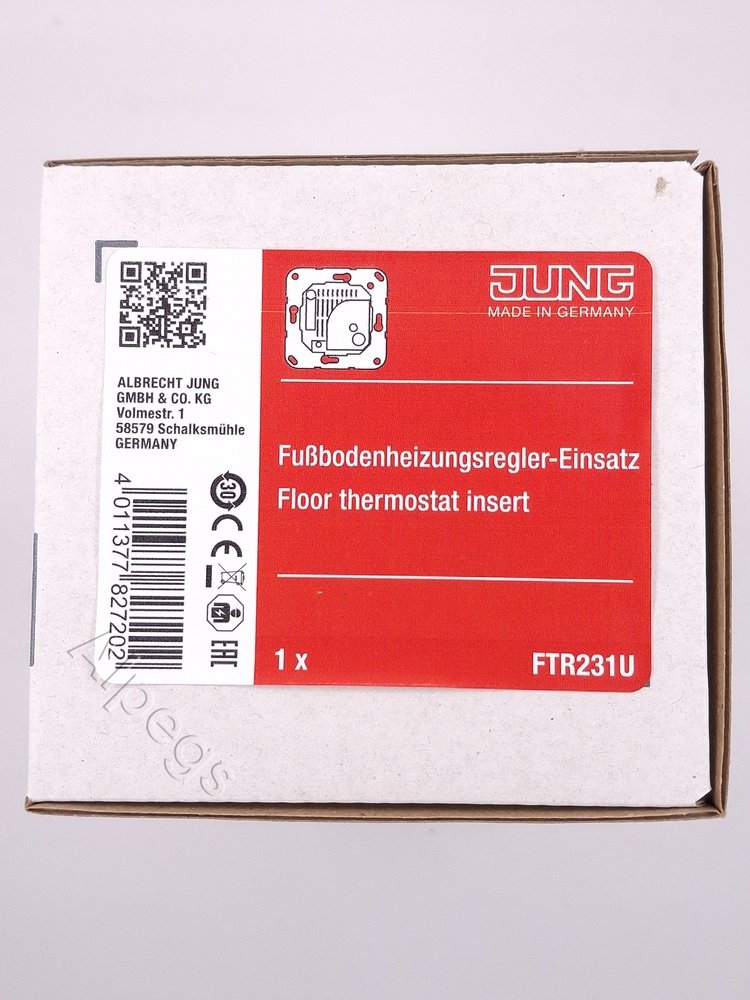 JUNG
MADE IN GERMANY
ALBRECHT JUNG
GMBH & CO. KG
Volmestr. 1
58579 Schalksmühle
GERMANY
Fußbodenheizungsregler-Einsatz
Floor thermostat insert
4 011377 827202
30
CE
EAC
1 x
FTR231U
Alpegs